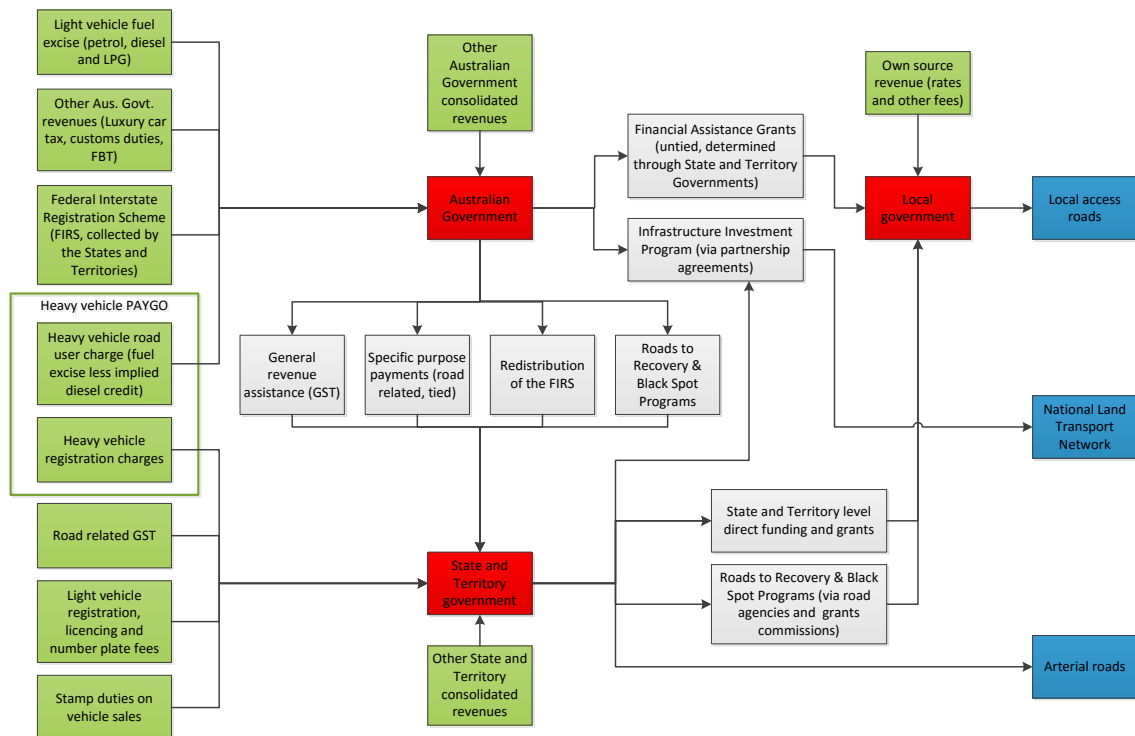 Light vehicle fuel
excise (petrol, diesel
and LPG)
Other Aus. Govt.
revenues (Luxury car
tax, customs duties,
FBT)
Federal Interstate
Registration Scheme
(FIRS, collected by
the States and
Territories)
Heavy vehicle PAYGO
Heavy vehicle road
user charge (fuel
excise less implied
diesel credit)
Heavy vehicle
registration charges
Road related GST
Light vehicle
registration,
licencing and
number plate fees
Stamp duties on
vehicle sales
Other
Australian
Government
consolidated
revenues
Australian
Government
General
revenue
assistance (GST)
Specific purpose
payments (road
related, tied)
Redistribution
of the FIRS
Roads to
Recovery &
Black Spot
Programs
State and
Territory
government
Other State and
Territory
consolidated
revenues
Financial Assistance Grants
(untied, determined
through State and Territory
Governments)
Infrastructure Investment
Program (via partnership
agreements)
State and Territory level
direct funding and grants
Roads to Recovery & Black
Spot Programs (via road
agencies and grants
commissions)
Own source
revenue (rates
and other fees)
Local
government
Local access
roads
National Land
Transport
Network
Arterial roads